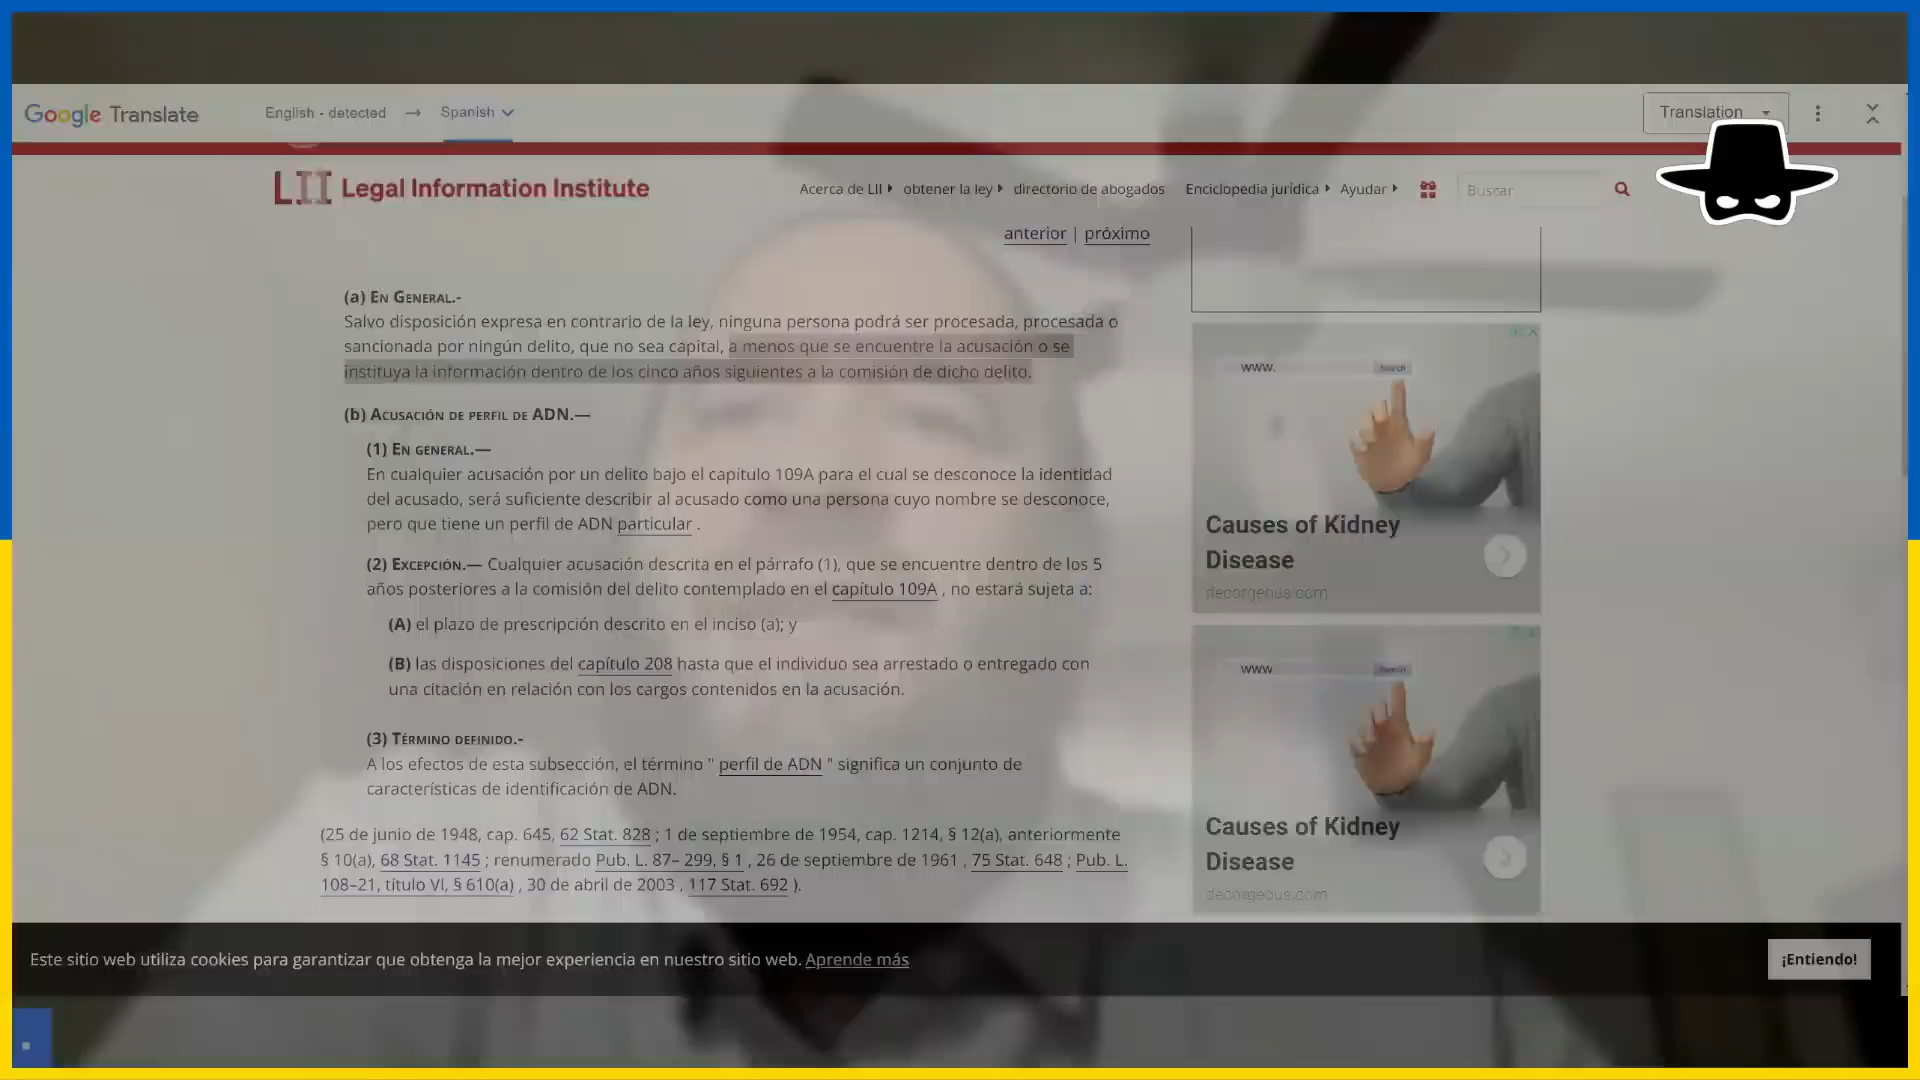 Google Translate
English - detected → Spanish
Translation
LII Legal Information Institute
Acerca de LII obtener la ley directorio de abogados Enciclopedia jurídica Ayudar Buscar
anterior | próximo
(a) En General.-
Salvo disposición expresa en contrario de la ley, ninguna persona podrá ser procesada, procesada o
sancionada por ningún delito, que no sea capital, a menos que se encuentre la acusación o se
instituya la información dentro de los cinco años siguientes a la comisión de dicho delito.
(b) Acusación de perfil de ADN.—
(1) En general.—
En cualquier acusación por un delito bajo el capítulo 109A para el cual se desconoce la identidad
del acusado, será suficiente describir al acusado como una persona cuyo nombre se desconoce,
pero que tiene un perfil de ADN particular .
(2) Excepción.— Cualquier acusación descrita en el párrafo (1), que se encuentre dentro de los 5
años posteriores a la comisión del delito contemplado en el capítulo 109A , no estará sujeta a:
(A) el plazo de prescripción descrito en el inciso (a); y
(B) las disposiciones del capítulo 208 hasta que el individuo sea arrestado o entregado con
una citación en relación con los cargos contenidos en la acusación.
(3) Término definido.-
A los efectos de esta subsección, el término " perfil de ADN " significa un conjunto de
características de identificación de ADN.
(25 de junio de 1948, cap. 645, 62 Stat. 828 ; 1 de septiembre de 1954, cap. 1214, § 12(a), anteriormente
§ 10(a), 68 Stat. 1145 ; renumerado Pub. L. 87– 299, § 1 , 26 de septiembre de 1961 , 75 Stat. 648 ; Pub. L.
108–21, título VI, § 610(a) , 30 de abril de 2003 , 117 Stat. 692 ).
www. Search
Causes of Kidney
Disease
decorgeous.com
www. Search
Causes of Kidney
Disease
decorgeous.com
Este sitio web utiliza cookies para garantizar que obtenga la mejor experiencia en nuestro sitio web. Aprende más
¡Entiendo!